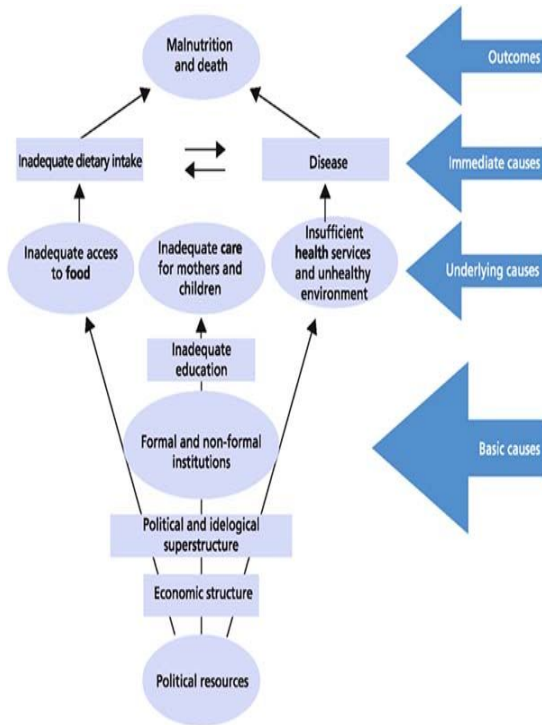 Malnutrition
and death
Outcomes
Inadequate dietary intake
Disease
Immediate causes
Inadequate access
to food
Inadequate care
for mothers and
children
Insufficient
health services
and unhealthy
environment
Underlying causes
Inadequate
education
Formal and non-formal
institutions
Basic causes
Political and idelogical
superstructure
Economic structure
Political resources